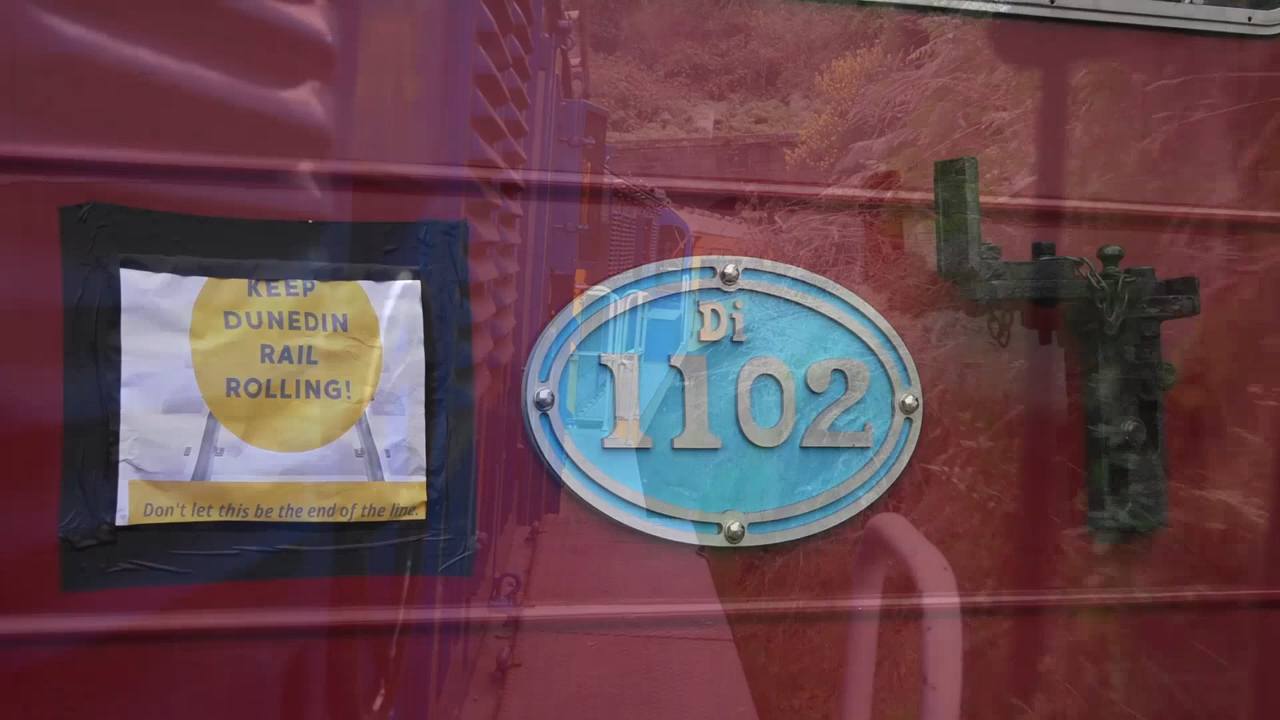 KEEP
DUNEDIN
RAIL
ROLLING!
Don't let this be the end of the line.
Di
1102